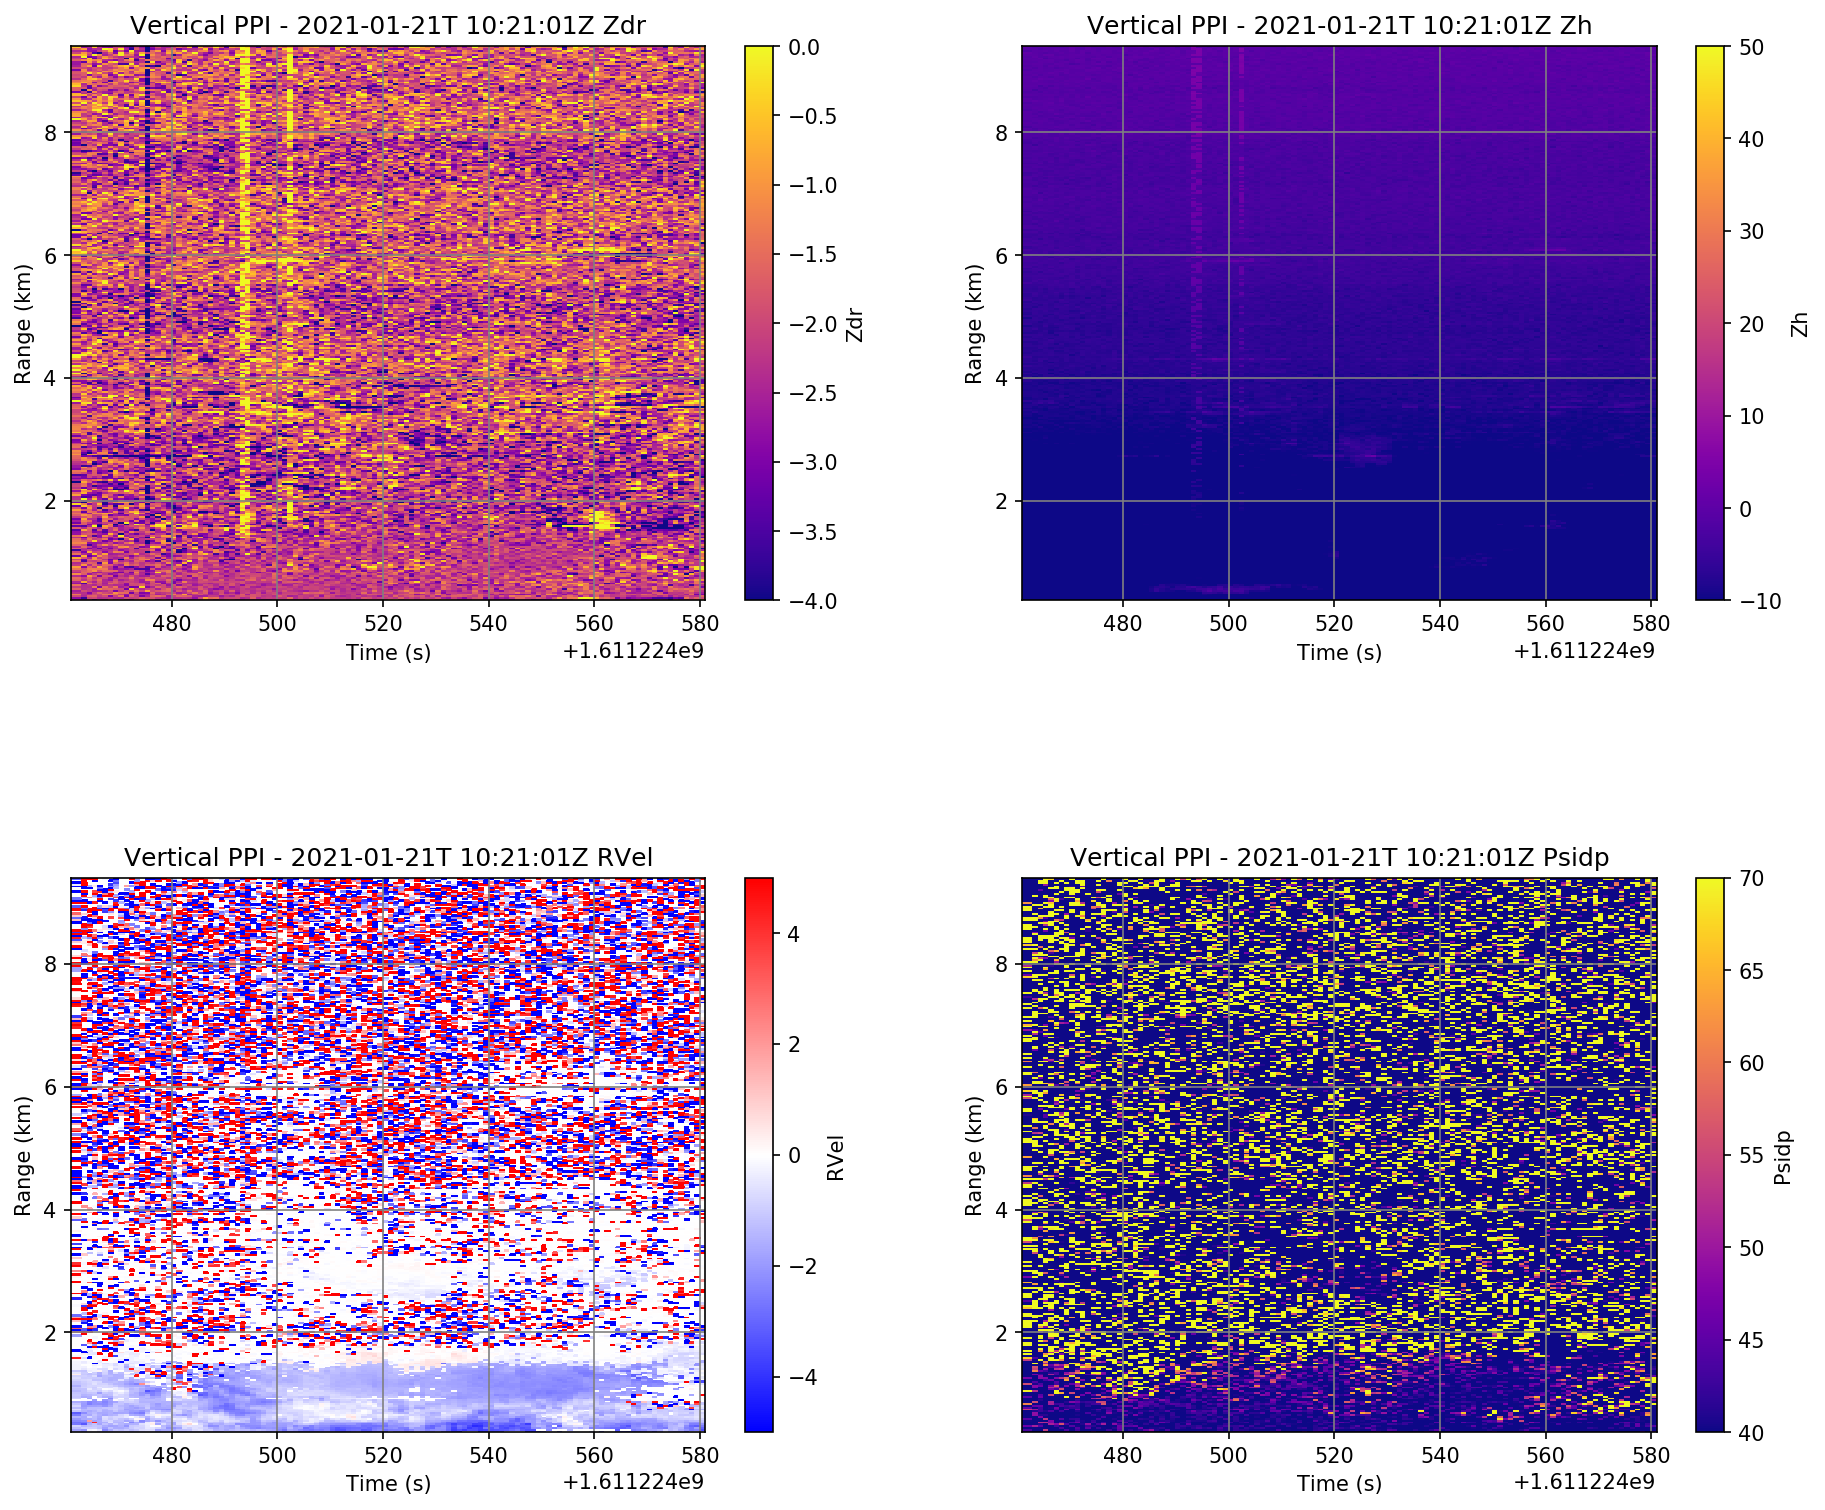 Vertical PPI - 2021-01-21T 10:21:01Z Zdr
8
6
4
2
Range (km)
480 500 520 540 560 580
Time (s)
+1.611224e9
0.0
−0.5
−1.0
−1.5
−2.0
−2.5
−3.0
−3.5
−4.0
Zdr
Vertical PPI - 2021-01-21T 10:21:01Z Zh
8
6
4
2
Range (km)
480 500 520 540 560 580
Time (s)
+1.611224e9
50
40
30
20
10
0
−10
Zh
Vertical PPI - 2021-01-21T 10:21:01Z RVel
8
6
4
2
Range (km)
480 500 520 540 560 580
Time (s)
+1.611224e9
4
2
0
−2
−4
RVel
Vertical PPI - 2021-01-21T 10:21:01Z Psidp
8
6
4
2
Range (km)
480 500 520 540 560 580
Time (s)
+1.611224e9
70
65
60
55
50
45
40
Psidp